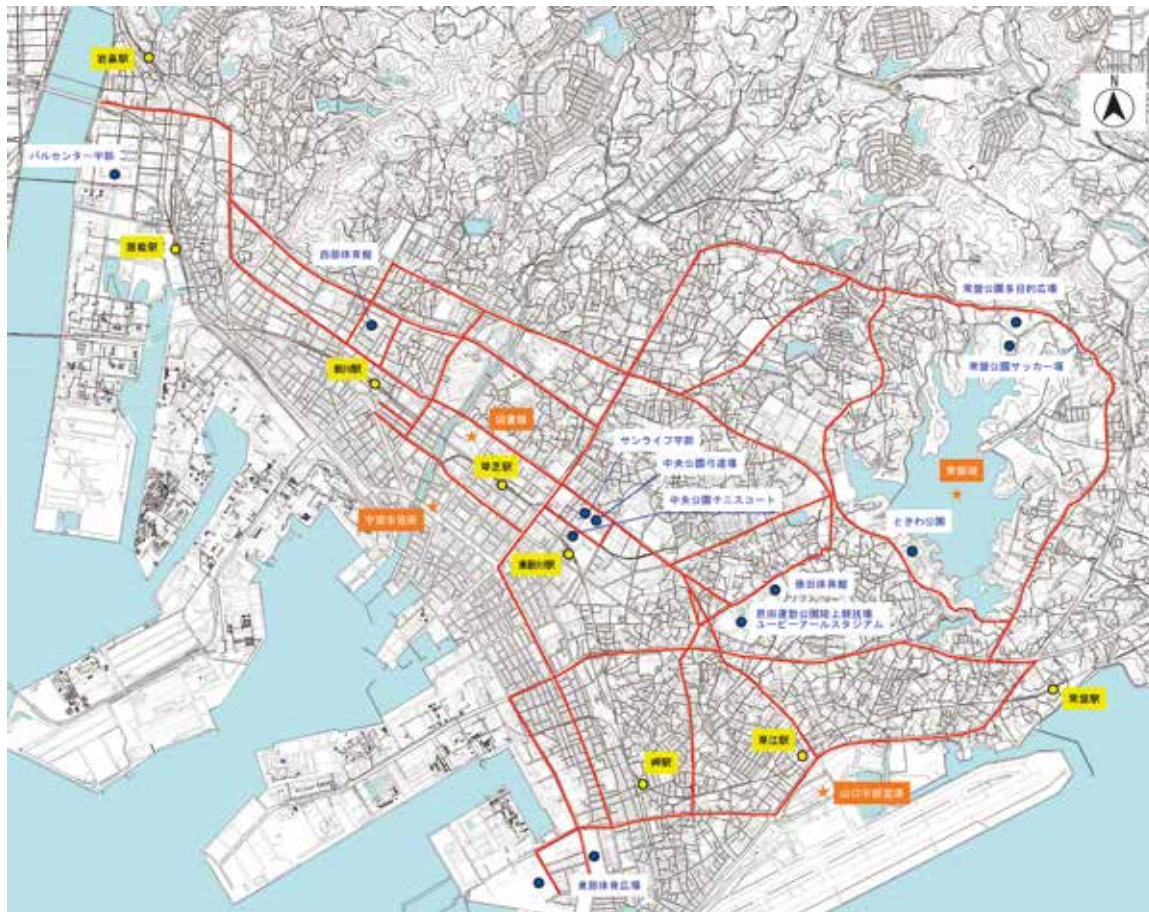 岩鼻駅
N
パルセンター宇部
居能駅
西部体育館
常盤公園多目的広場
常盤公園サッカー場
新川駅
図書館
サンライフ宇部
琴芝駅
中央公園弓道場
常盤湖
中央公園テニスコート
宇部市役所
ときわ公園
東新川駅
俵田体育館
恩田運動公園陸上競技場
ユーピーアールスタジアム
常盤駅
草江駅
岬駅
山口宇部空港
東部体育広場